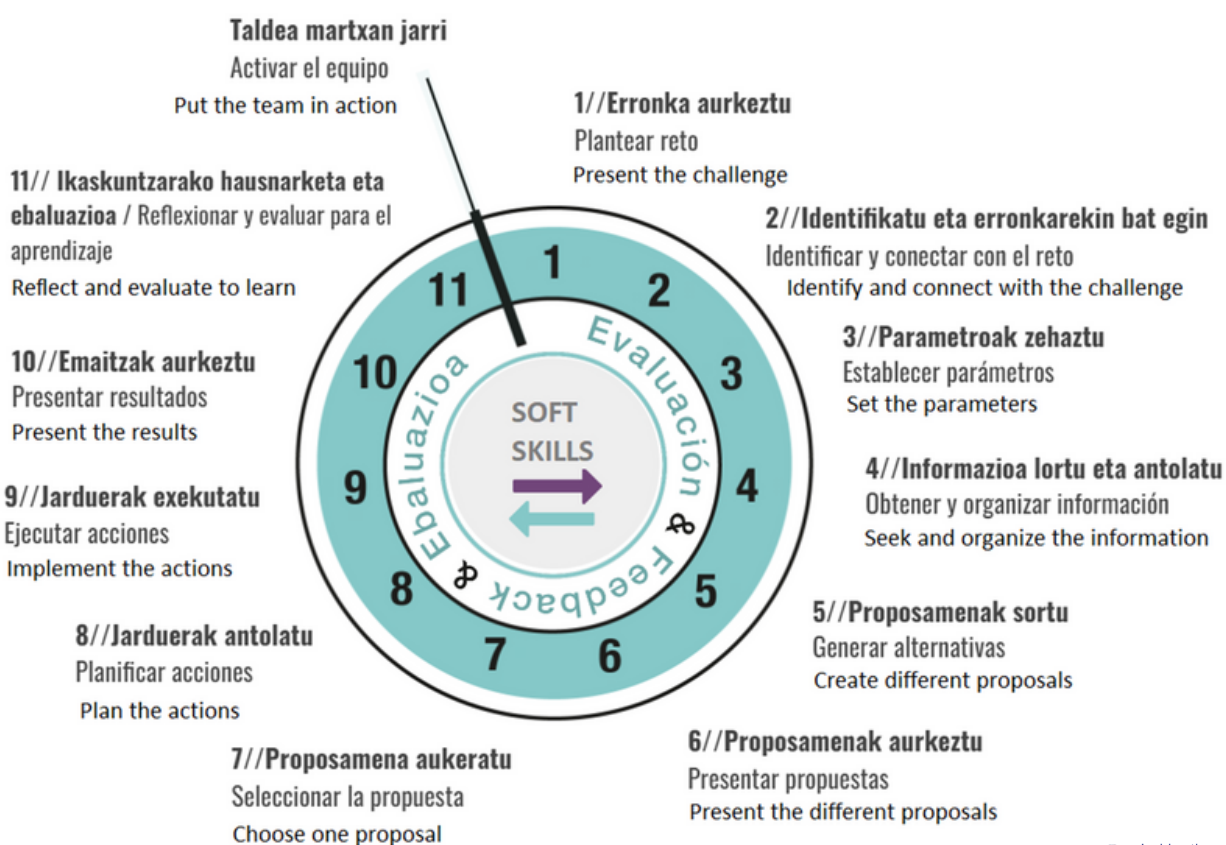 Taldea martxan jarri
Activar el equipo
Put the team in action
1//Erronka aurkeztu
Plantear reto
Present the challenge
2//Identifikatu eta erronkarekin bat egin
Identificar y conectar con el reto
Identify and connect with the challenge
3//Parametroak zehaztu
Establecer parámetros
Set the parameters
4//Informazioa lortu eta antolatu
Obtener y organizar información
Seek and organize the information
5//Proposamenak sortu
Generar alternativas
Create different proposals
6//Proposamenak aurkeztu
Presentar propuestas
Present the different proposals
7//Proposamena aukeratu
Seleccionar la propuesta
Choose one proposal
8//Jarduerak antolatu
Planificar acciones
Plan the actions
9//Jarduerak exekutatu
Ejecutar acciones
Implement the actions
10//Emaitzak aurkeztu
Presentar resultados
Present the results
11// Ikaskuntzarako hausnarketa eta
ebaluazioa / Reflexionar y evaluar para el
aprendizaje
Reflect and evaluate to learn
1
2
3
4
5
6
7
8
9
10
11
Evaluación & Feedback & Ebaluazioa
SOFT
SKILLS